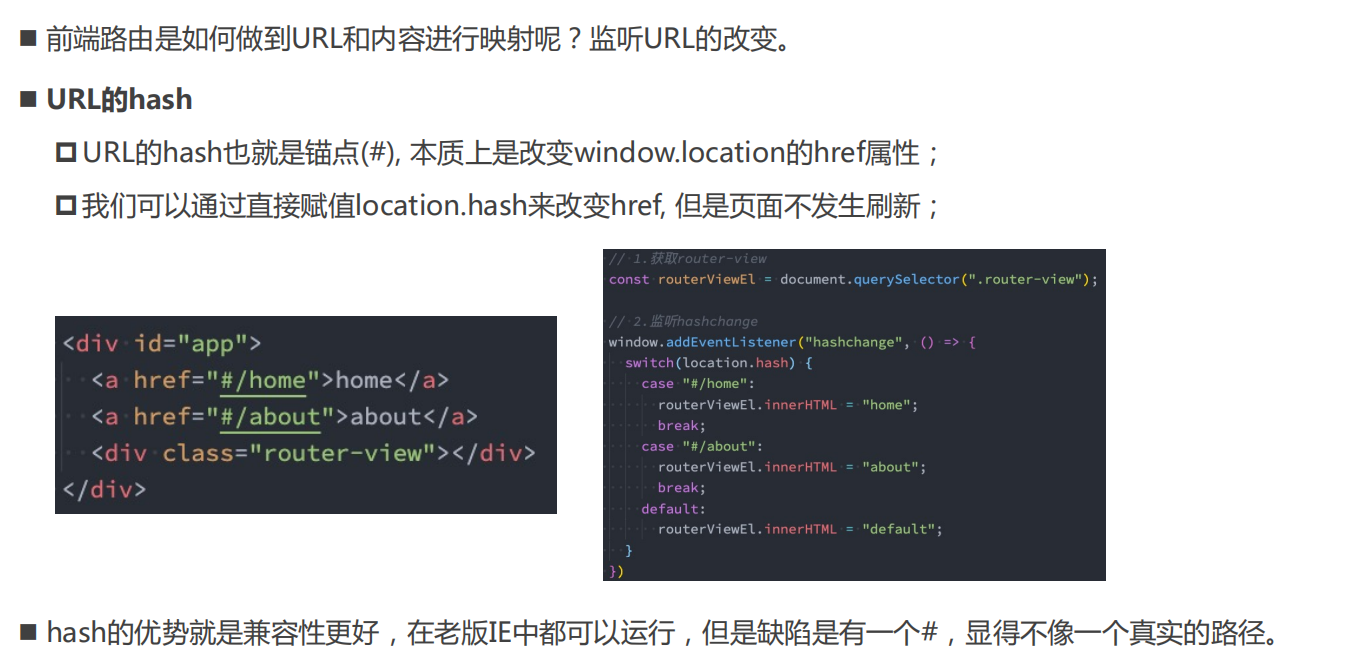 前端路由是如何做到URL和内容进行映射呢？监听URL的改变。
URL的hash
URL的hash也就是锚点(#), 本质上是改变window.location的href属性；
我们可以通过直接赋值location.hash来改变href, 但是页面不发生刷新；
<div id="app">
<a href="#/home">home</a>
<a href="#/about">about</a>
<div class="router-view"></div>
</div>
// 1.获取router-view
const routerViewEl = document.querySelector(".router-view");
// 2.监听hashchange
window.addEventListener("hashchange", () => {
switch(location.hash) {
case "#/home":
routerViewEl.innerHTML = "home";
break;
case "#/about":
routerViewEl.innerHTML = "about";
break;
default:
routerViewEl.innerHTML = "default";
}
})
hash的优势就是兼容性更好，在老版IE中都可以运行，但是缺陷是有一个#，显得不像一个真实的路径。